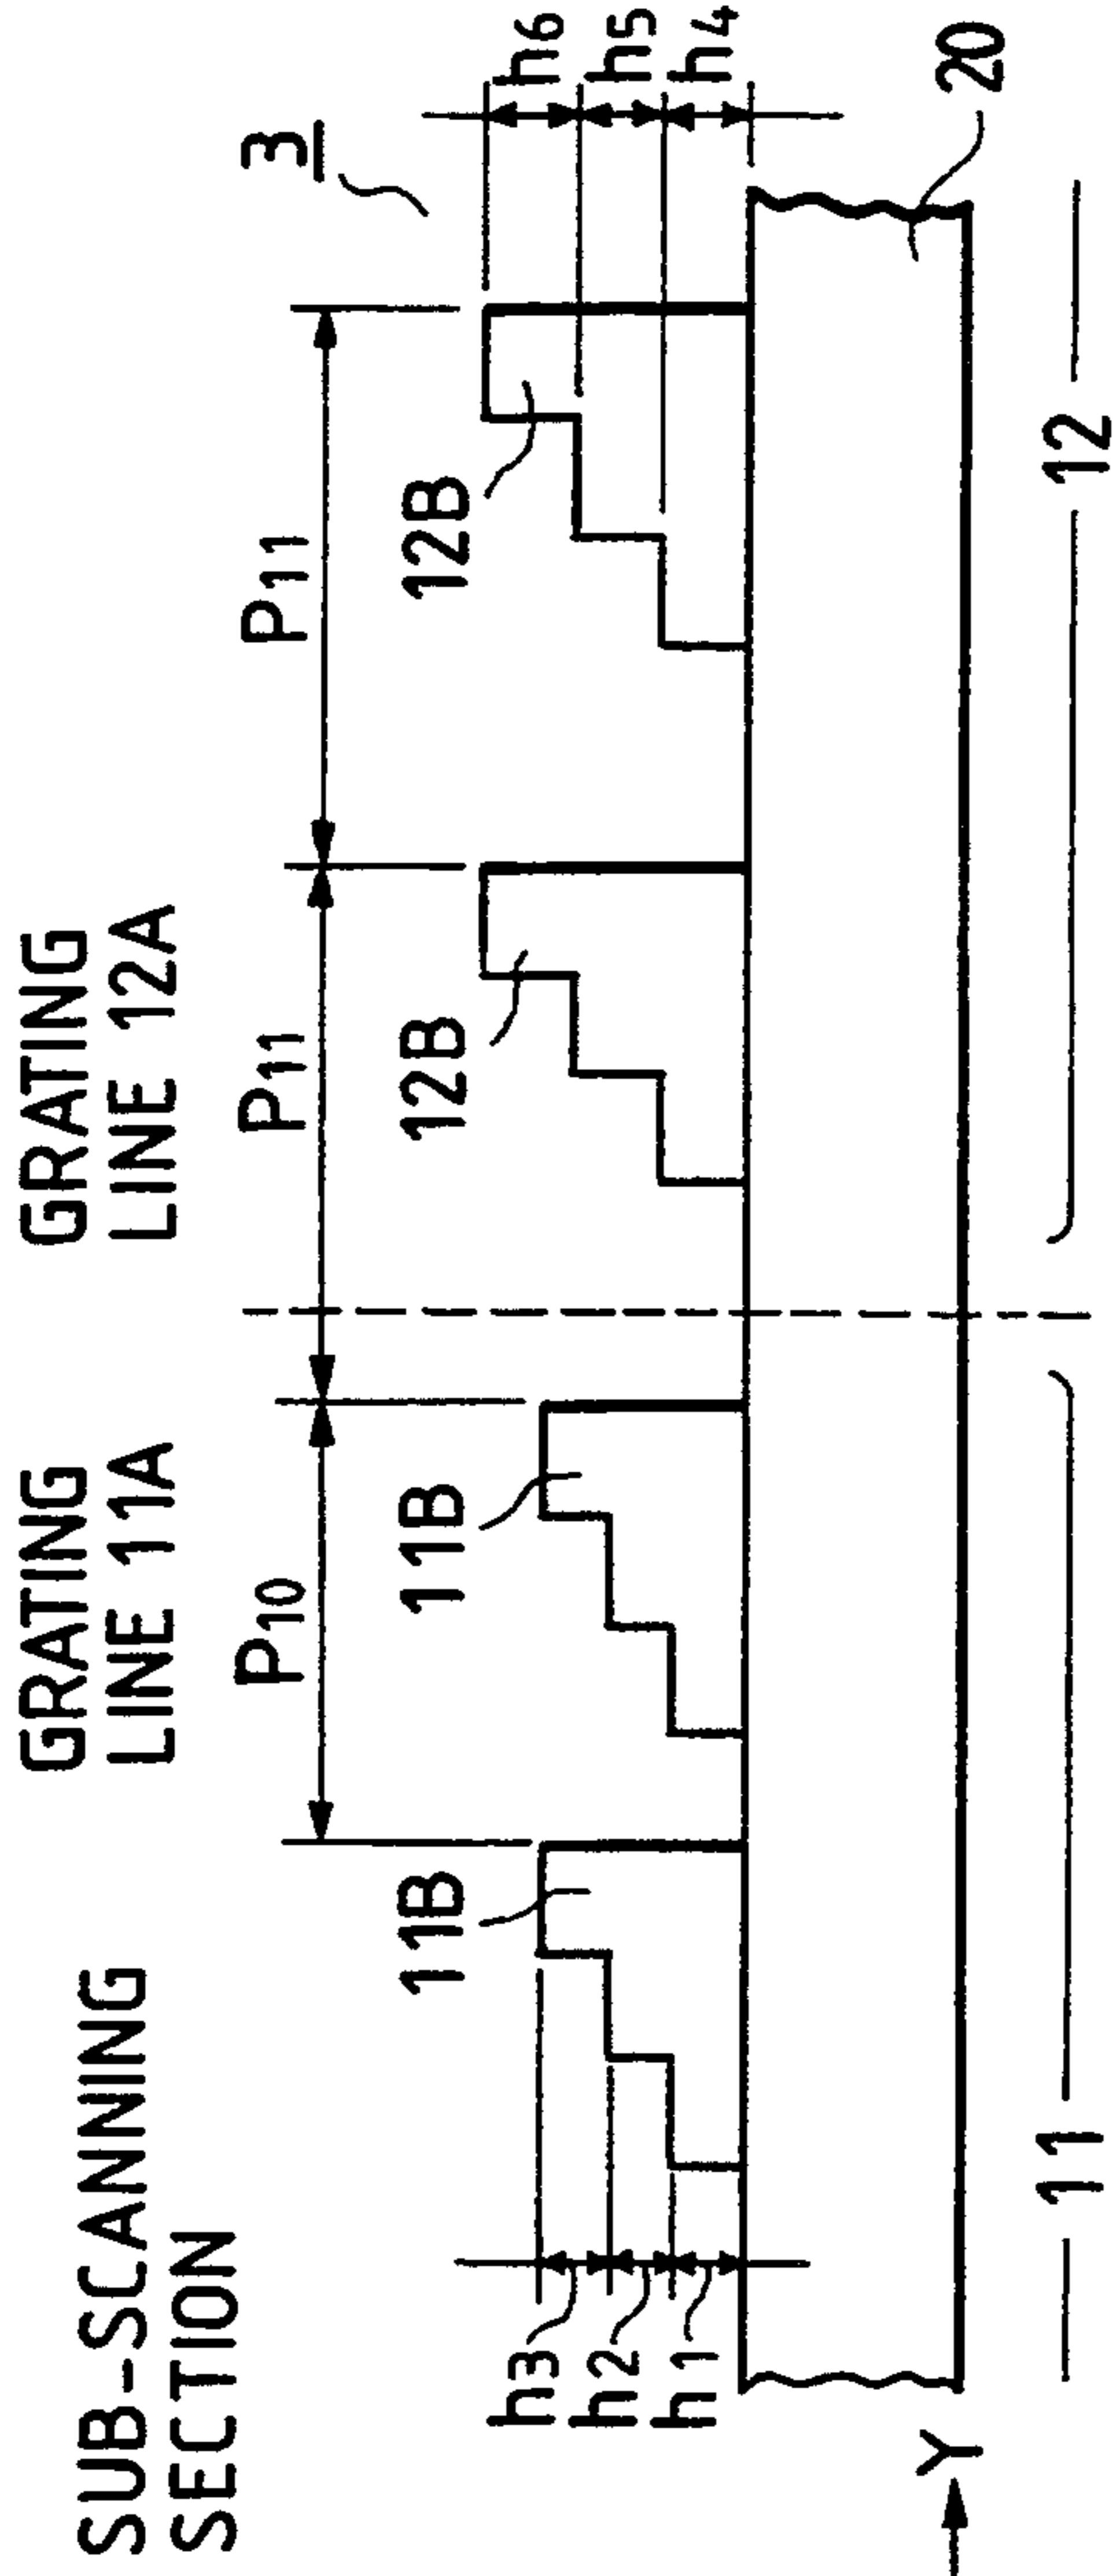 SUB-SCANNING
SECTION
GRATING
LINE 11A
GRATING
LINE 12A
P10
P11
P11
3
11B
11B
12B
12B
h3
h2
h1
h6
h5
h4
20
Y
11
12